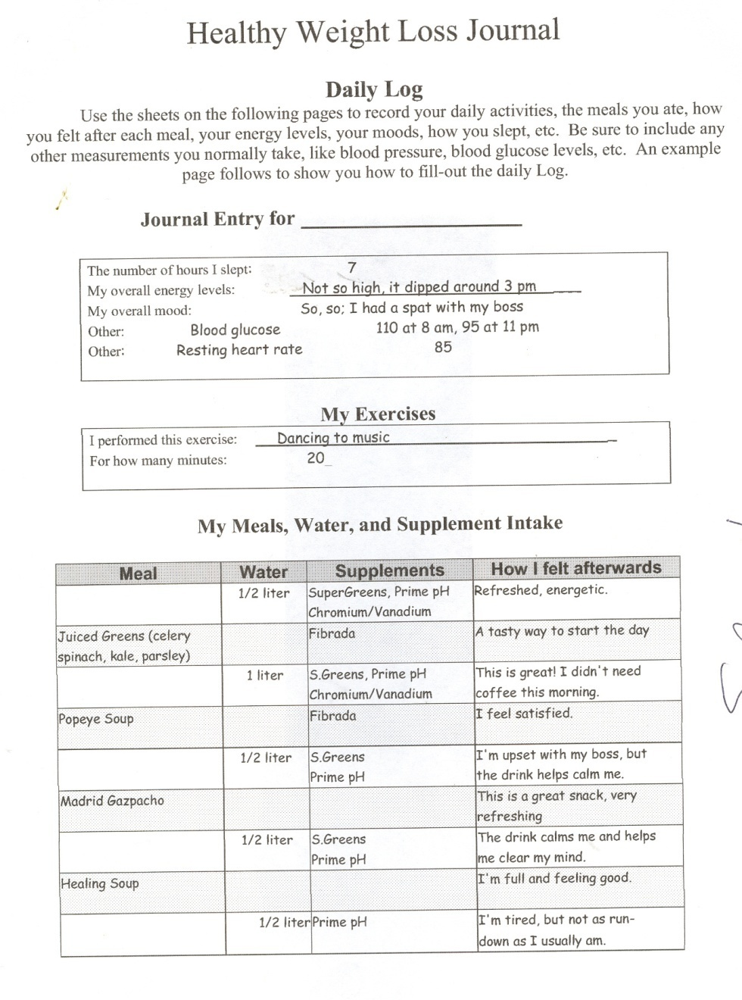 Healthy Weight Loss Journal
Daily Log
Use the sheets on the following pages to record your daily activities, the meals you ate, how
you felt after each meal, your energy levels, your moods, how you slept, etc. Be sure to include any
other measurements you normally take, like blood pressure, blood glucose levels, etc. An example
page follows to show you how to fill-out the daily Log.
Journal Entry for
The number of hours I slept: 7
My overall energy levels: Not so high, it dipped around 3 pm
My overall mood: So, so; I had a spat with my boss
Other: Blood glucose 110 at 8 am, 95 at 11 pm
Other: Resting heart rate 85
My Exercises
I performed this exercise: Dancing to music
For how many minutes: 20
My Meals, Water, and Supplement Intake
Meal Water Supplements How I felt afterwards
1/2 liter SuperGreens, Prime pH Refreshed, energetic.
Chromium/Vanadium
Juiced Greens (celery Fibrada A tasty way to start the day
spinach, kale, parsley)
1 liter S.Greens, Prime pH This is great! I didn't need
Chromium/Vanadium coffee this morning.
Popeye Soup Fibrada I feel satisfied.
1/2 liter S.Greens I'm upset with my boss, but
Prime pH the drink helps calm me.
Madrid Gazpacho This is a great snack, very
refreshing
1/2 liter S.Greens The drink calms me and helps
Prime pH me clear my mind.
Healing Soup I'm full and feeling good.
1/2 liter Prime pH I'm tired, but not as run-
down as I usually am.